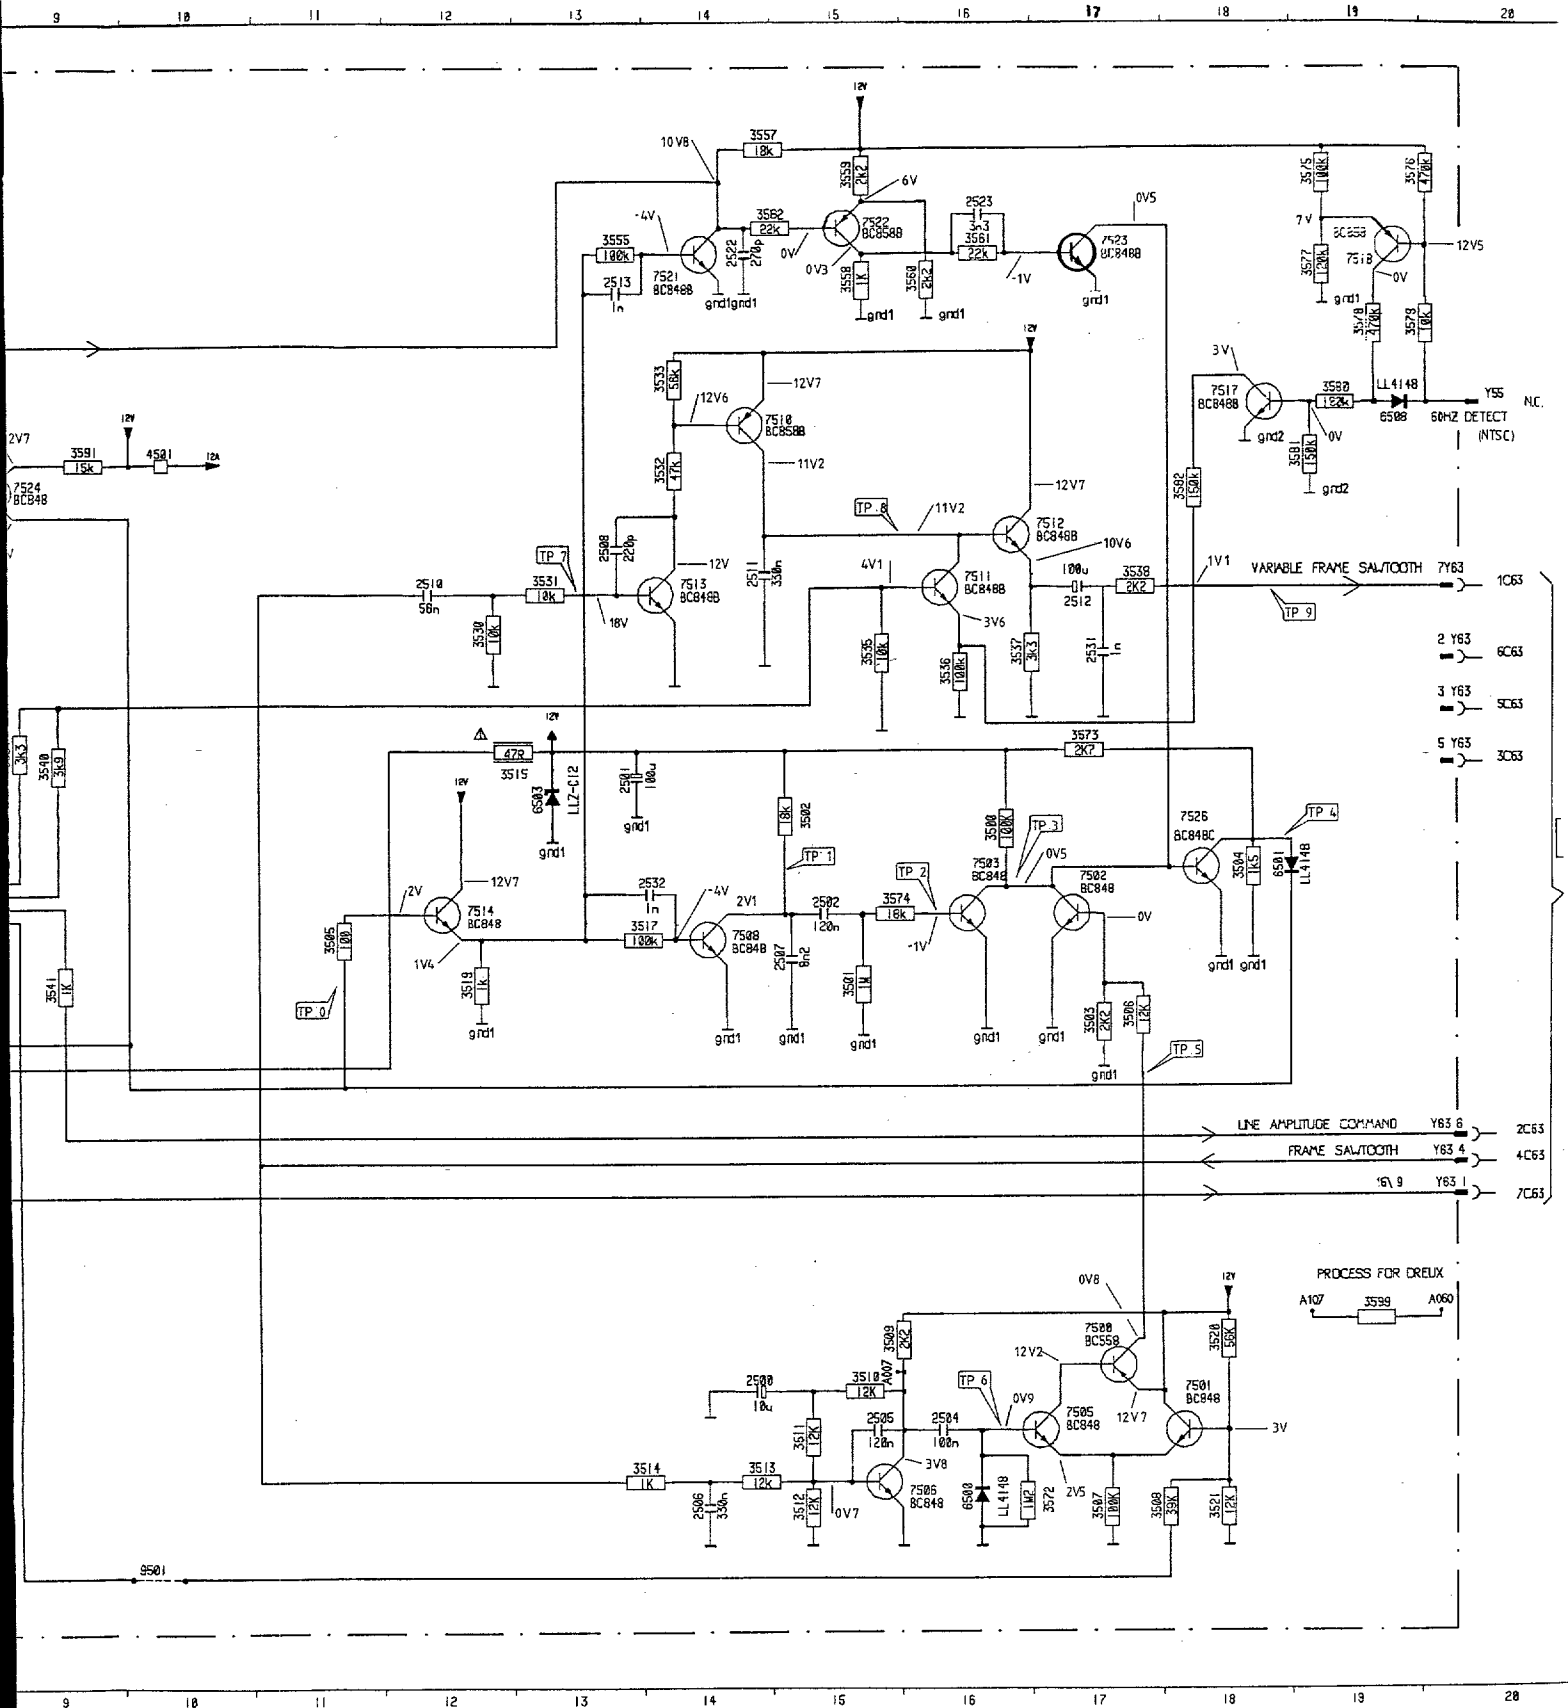 9 10 11 12 13 14 15 16 17 18 19 20
12V
10V8
3557
18k
3559
2k2
6V
3575
100k
3576
470k
-4V
3562
22k
7522
BC858B
2523
3n3
0V5
7V
BC858
7518
12V5
3555
100k
7521
BC848B
2522
270p
0V
0V3
3558
1K
3560
2k2
3561
22k
-1V
7523
BC848B
3577
120k
0V
2513
1n
gnd1
gnd1
gnd1
gnd1
gnd1
gnd1
3578
470k
3579
10k
12V
3533
56k
12V7
3V
7517
BC848B
3580
LL4148
6508
Y55
N.C.
60HZ DETECT
(NTSC)
12V6
7510
BC858B
gnd2
0V
3581
150k
gnd2
12V
2V7
3591
15k
4501
12A
3532
47k
11V2
12V7
3582
150k
7524
BC848
TP 8
11V2
7512
BC848B
10V6
TP 7
2508
220p
12V
2511
330n
4V1
7511
BC848B
100u
2512
3538
2K2
1V1
VARIABLE FRAME SAWTOOTH
7Y63
1C63
TP 9
2510
56n
3531
10k
7513
BC848B
18V
3V6
3530
10k
3535
10k
3536
100k
3537
3k3
2531
2 Y63
6C63
3 Y63
5C63
5 Y63
3C63
3k3
3540
3k9
47R
3515
12V
3573
2K7
12V
6503
LLZ-C12
2501
100u
gnd1
gnd1
3502
3500
100K
TP 3
7526
BC848C
TP 4
2V
12V7
7514
BC848
2532
1n
-4V
2V1
TP 1
TP 2
7503
BC848
0V5
7502
BC848
3504
1k5
6501
LL4148
3505
100
1V4
3517
100k
7508
BC848
2502
120n
3574
18k
-1V
0V
gnd1
gnd1
3541
1K
3519
1k
gnd1
2507
gnd1
gnd1
3501
1M
gnd1
gnd1
gnd1
3503
2K2
gnd1
3506
12K
TP 0
TP 5
LINE AMPLITUDE COMMAND
Y63 6
2C63
FRAME SAWTOOTH
Y63 4
4C63
16\9
Y63 1
7C63
PROCESS FOR DREUX
A107
3599
A060
0V8
12V
3509
2K2
7500
BC558
3520
56K
12V2
A007
2500
10u
3510
12K
TP 6
0V9
7505
BC848
12V7
7501
BC848
3V
3511
12K
2505
120n
2504
100n
3V8
3514
1K
3513
12k
7506
BC848
6500
LL4148
1M2
3572
2V5
3507
100K
3508
39K
3521
12K
2506
330n
3512
12K
0V7
9501
9 10 11 12 13 14 15 16 17 18 19 20